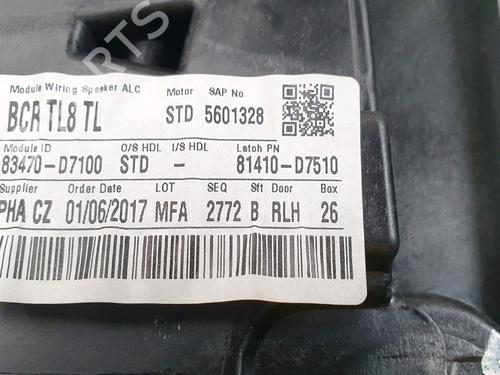 Module Wiring Speaker ALC Motor SAP No
BCR TL8 TL STD 5601328
Module ID O/S HDL I/S HDL Latch PN
83470-D7100 STD - 81410-D7510
Supplier Order Date LOT SEQ Sft Door Box
PHA CZ 01/06/2017 MFA 2772 B RLH 26